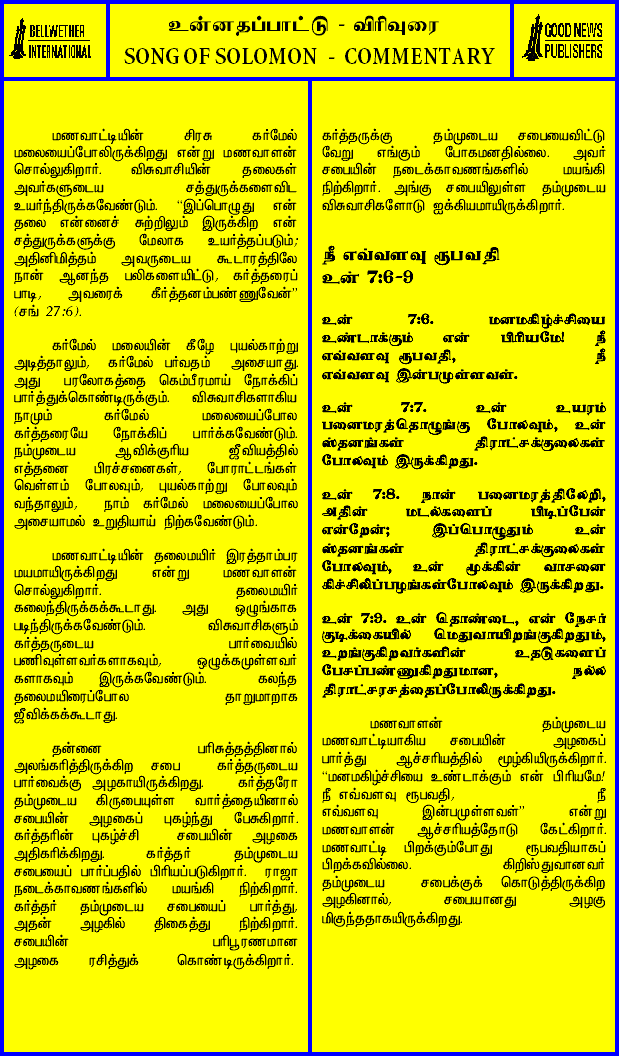 BELLWETHER
INTERNATIONAL
உன்னதப்பாட்டு - விரிவுரை
SONG OF SOLOMON - COMMENTARY
GOOD NEWS
PUBLISHERS
மணவாட்டியின் சிரசு கர்மேல்
மலையைப்போலிருக்கிறது என்று மணவாளன்
சொல்லுகிறார். விசுவாசியின் தலைகள்
அவர்களுடைய சத்துருக்களைவிட
உயர்ந்திருக்கவேண்டும். “இப்பொழுது என்
தலை என்னைச் சுற்றிலும் இருக்கிற என்
சத்துருக்களுக்கு மேலாக உயர்த்தப்படும்;
அதினிமித்தம் அவருடைய கூடாரத்திலே
நான் ஆனந்த பலிகளையிட்டு, கர்த்தரைப்
பாடி, அவரைக் கீர்த்தனம்பண்ணுவேன்”
(சங் 27:6).
கர்மேல் மலையின் கீழே புயல்காற்று
அடித்தாலும், கர்மேல் பர்வதம் அசையாது.
அது பரலோகத்தை கெம்பீரமாய் நோக்கிப்
பார்த்துக்கொண்டிருக்கும். விசுவாசிகளாகிய
நாமும் கர்மேல் மலையைப்போல
கர்த்தரையே நோக்கிப் பார்க்கவேண்டும்.
நம்முடைய ஆவிக்குரிய ஜீவியத்தில்
எத்தனை பிரச்சனைகள், போராட்டங்கள்
வெள்ளம் போலவும், புயல்காற்று போலவும்
வந்தாலும், நாம் கர்மேல் மலையைப்போல
அசையாமல் உறுதியாய் நிற்கவேண்டும்.
மணவாட்டியின் தலைமயிர் இரத்தாம்பர
மயமாயிருக்கிறது என்று மணவாளன்
சொல்லுகிறார். தலைமயிர்
கலைந்திருக்கக்கூடாது. அது ஒழுங்காக
படிந்திருக்கவேண்டும். விசுவாசிகளும்
கர்த்தருடைய பார்வையில்
பணிவுள்ளவர்களாகவும், ஒழுக்கமுள்ளவர்
களாகவும் இருக்கவேண்டும். கலந்த
தலைமயிரைப்போல தாறுமாறாக
ஜீவிக்கக்கூடாது.
தன்னை பரிசுத்தத்தினால்
அலங்கரித்திருக்கிற சபை கர்த்தருடைய
பார்வைக்கு அழகாயிருக்கிறது. கர்த்தரோ
தம்முடைய கிருபையுள்ள வார்த்தையினால்
சபையின் அழகைப் புகழ்ந்து பேசுகிறார்.
கர்த்தரின் புகழ்ச்சி சபையின் அழகை
அதிகரிக்கிறது. கர்த்தர் தம்முடைய
சபையைப் பார்ப்பதில் பிரியப்படுகிறார். ராஜா
நடைக்காவணங்களில் மயங்கி நிற்கிறார்.
கர்த்தர் தம்முடைய சபையைப் பார்த்து,
அதன் அழகில் திகைத்து நிற்கிறார்.
சபையின் பரிபூரணமான
அழகை ரசித்துக் கொண்டிருக்கிறார்.
கர்த்தருக்கு தம்முடைய சபையைவிட்டு
வேறு எங்கும் போகமனதில்லை. அவர்
சபையின் நடைக்காவணங்களில் மயங்கி
நிற்கிறார். அங்கு சபையிலுள்ள தம்முடைய
விசுவாசிகளோடு ஐக்கியமாயிருக்கிறார்.
நீ எவ்வளவு ரூபவதி
உன் 7:6-9
உன் 7:6. மனமகிழ்ச்சியை
உண்டாக்கும் என் பிரியமே! நீ
எவ்வளவு ரூபவதி, நீ
எவ்வளவு இன்பமுள்ளவள்.
உன் 7:7. உன் உயரம்
பனைமரத்தொழுங்கு போலவும், உன்
ஸ்தனங்கள் திராட்சக்குலைகள்
போலவும் இருக்கிறது.
உன் 7:8. நான் பனைமரத்திலேறி,
அதின் மடல்களைப் பிடிப்பேன்
என்றேன்; இப்பொழுதும் உன்
ஸ்தனங்கள் திராட்சக்குலைகள்
போலவும், உன் மூக்கின் வாசனை
கிச்சிலிப்பழங்கள்போலவும் இருக்கிறது.
உன் 7:9. உன் தொண்டை, என் நேசர்
குடிக்கையில் மெதுவாயிறங்குகிறதும்,
உறங்குகிறவர்களின் உதடுகளைப்
பேசப்பண்ணுகிறதுமான, நல்ல
திராட்சரசத்தைப்போலிருக்கிறது.
மணவாளன் தம்முடைய
மணவாட்டியாகிய சபையின் அழகைப்
பார்த்து ஆச்சரியத்தில் மூழ்கியிருக்கிறார்.
“மனமகிழ்ச்சியை உண்டாக்கும் என் பிரியமே!
நீ எவ்வளவு ரூபவதி, நீ
எவ்வளவு இன்பமுள்ளவள்” என்று
மணவாளன் ஆச்சரியத்தோடு கேட்கிறார்.
மணவாட்டி பிறக்கும்போது ரூபவதியாகப்
பிறக்கவில்லை. கிறிஸ்துவானவர்
தம்முடைய சபைக்குக் கொடுத்திருக்கிற
அழகினால், சபையானது அழகு
மிகுந்ததாகயிருக்கிறது.